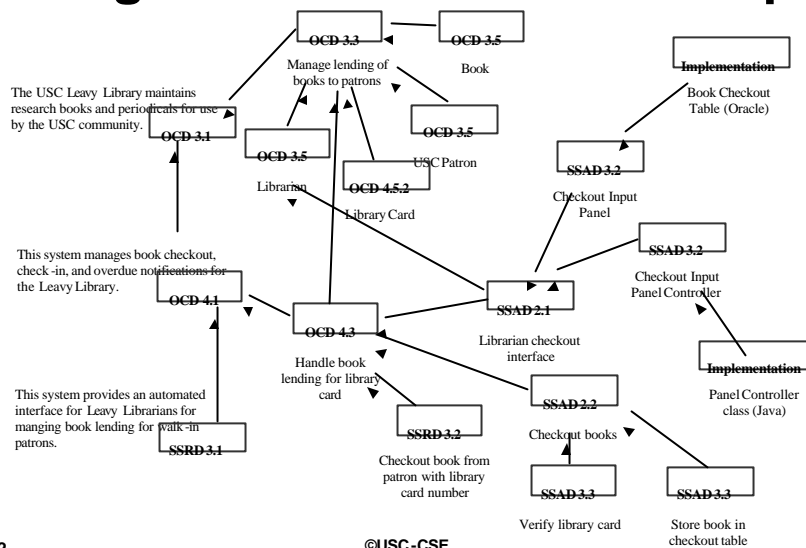 OCD 3.3
OCD 3.5
Book
Implementation
Book Checkout
Table (Oracle)
Manage lending of
books to patrons
The USC Leavy Library maintains
research books and periodicals for use
by the USC community.
OCD 3.1
OCD 3.5
Librarian
OCD 3.5
USC Patron
OCD 4.5.2
Library Card
SSAD 3.2
Checkout Input
Panel
SSAD 3.2
Checkout Input
Panel Controller
This system manages book checkout,
check-in, and overdue notifications for
the Leavy Library.
OCD 4.1
OCD 4.3
Handle book
lending for library
card
SSAD 2.1
Librarian checkout
interface
Implementation
Panel Controller
class (Java)
This system provides an automated
interface for Leavy Librarians for
manging book lending for walk-in
patrons.
SSRD 3.1
SSRD 3.2
Checkout book from
patron with library
card number
SSAD 2.2
Checkout books
SSAD 3.3
Verify library card
SSAD 3.3
Store book in
checkout table
©USC-CSE